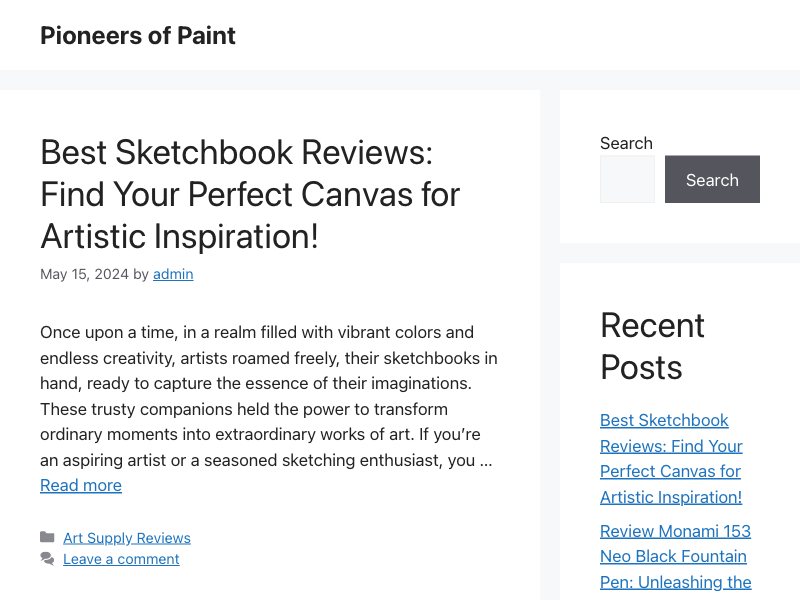 Pioneers of Paint
Best Sketchbook Reviews:
Find Your Perfect Canvas for
Artistic Inspiration!
May 15, 2024 by admin
Once upon a time, in a realm filled with vibrant colors and
endless creativity, artists roamed freely, their sketchbooks in
hand, ready to capture the essence of their imaginations.
These trusty companions held the power to transform
ordinary moments into extraordinary works of art. If you’re
an aspiring artist or a seasoned sketching enthusiast, you ...
Read more
Art Supply Reviews
Leave a comment
Search
Search
Recent
Posts
Best Sketchbook
Reviews: Find Your
Perfect Canvas for
Artistic Inspiration!
Review Monami 153
Neo Black Fountain
Pen: Unleashing the